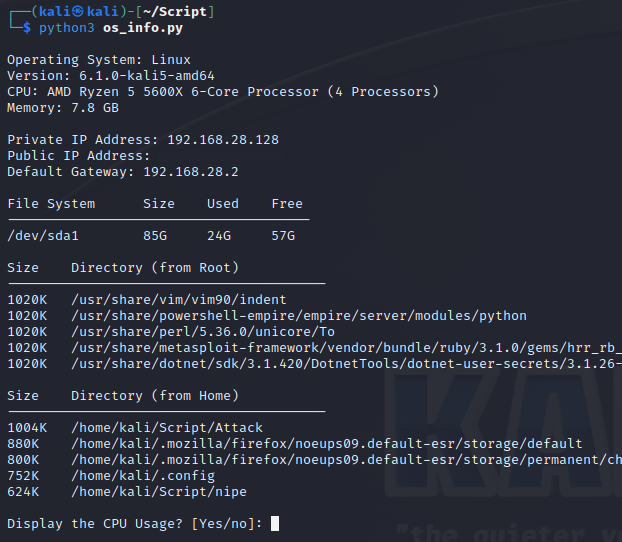 ┌──(kali㉿kali)-[~/Script]
└─$ python3 os_info.py
Operating System: Linux
Version: 6.1.0-kali5-amd64
CPU: AMD Ryzen 5 5600X 6-Core Processor (4 Processors)
Memory: 7.8 GB
Private IP Address: 192.168.28.128
Public IP Address:
Default Gateway: 192.168.28.2
File System      Size    Used    Free
/dev/sda1        85G     24G     57G
Size    Directory (from Root)
1020K   /usr/share/vim/vim90/indent
1020K   /usr/share/powershell-empire/empire/server/modules/python
1020K   /usr/share/perl/5.36.0/unicore/To
1020K   /usr/share/metasploit-framework/vendor/bundle/ruby/3.1.0/gems/hrr_rb_
1020K   /usr/share/dotnet/sdk/3.1.420/DotnetTools/dotnet-user-secrets/3.1.26-
Size    Directory (from Home)
1004K   /home/kali/Script/Attack
880K    /home/kali/.mozilla/firefox/noeups09.default-esr/storage/default
800K    /home/kali/.mozilla/firefox/noeups09.default-esr/storage/permanent/ch
752K    /home/kali/.config
624K    /home/kali/Script/nipe
KA
Display the CPU Usage? [Yes/no]:
"the quieter y